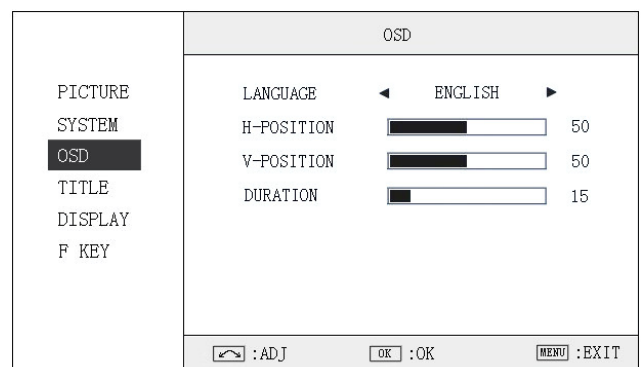 OSD
PICTURE
SYSTEM
OSD
TITLE
DISPLAY
F KEY
LANGUAGE ◄ ENGLISH ►
H-POSITION 50
V-POSITION 50
DURATION 15
:ADJ OK :OK MENU :EXIT